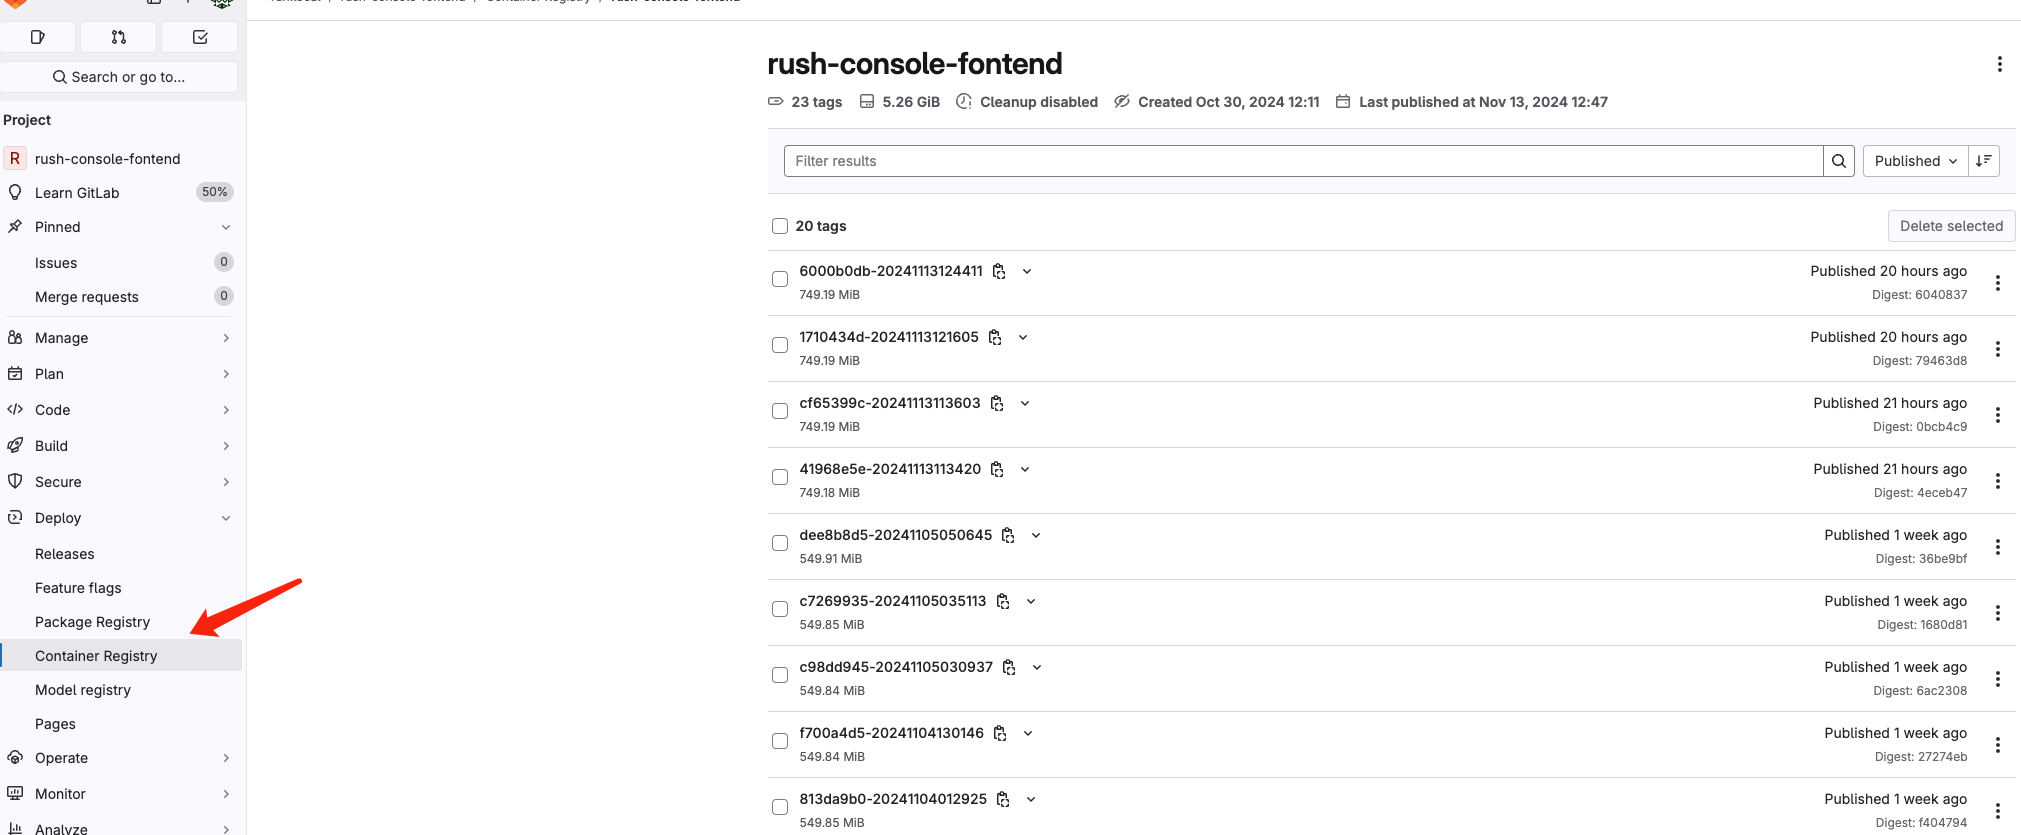 rush-console-fontend
23 tags 5.26 GiB Cleanup disabled Created Oct 30, 2024 12:11 Last published at Nov 13, 2024 12:47
Search or go to...
Project
R rush-console-fontend
Learn GitLab 50%
Pinned
Issues 0
Merge requests 0
Manage
Plan
Code
Build
Secure
Deploy
Releases
Feature flags
Package Registry
Container Registry
Model registry
Pages
Operate
Monitor
Analyze
Filter results
Published
20 tags
Delete selected
6000b0db-20241113124411
Published 20 hours ago
749.19 MiB
Digest: 6040837
1710434d-20241113121605
Published 20 hours ago
749.19 MiB
Digest: 79463d8
cf65399c-20241113113603
Published 21 hours ago
749.19 MiB
Digest: 0bcb4c9
41968e5e-20241113113420
Published 21 hours ago
749.18 MiB
Digest: 4eceb47
dee8b8d5-20241105050645
Published 1 week ago
549.91 MiB
Digest: 36be9bf
c7269935-20241105035113
Published 1 week ago
549.85 MiB
Digest: 1680d81
c98dd945-20241105030937
Published 1 week ago
549.84 MiB
Digest: 6ac2308
f700a4d5-20241104130146
Published 1 week ago
549.84 MiB
Digest: 27274eb
813da9b0-20241104012925
Published 1 week ago
549.85 MiB
Digest: f404794